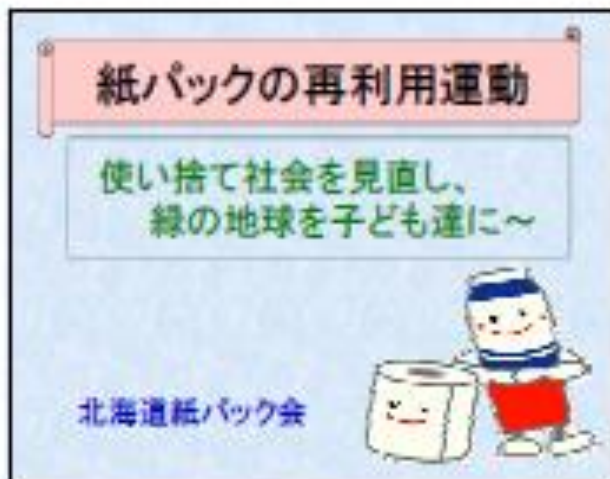 紙パックの再利用運動
使い捨て社会を見直し、
緑の地球を子ども達に～
北海道紙パック会